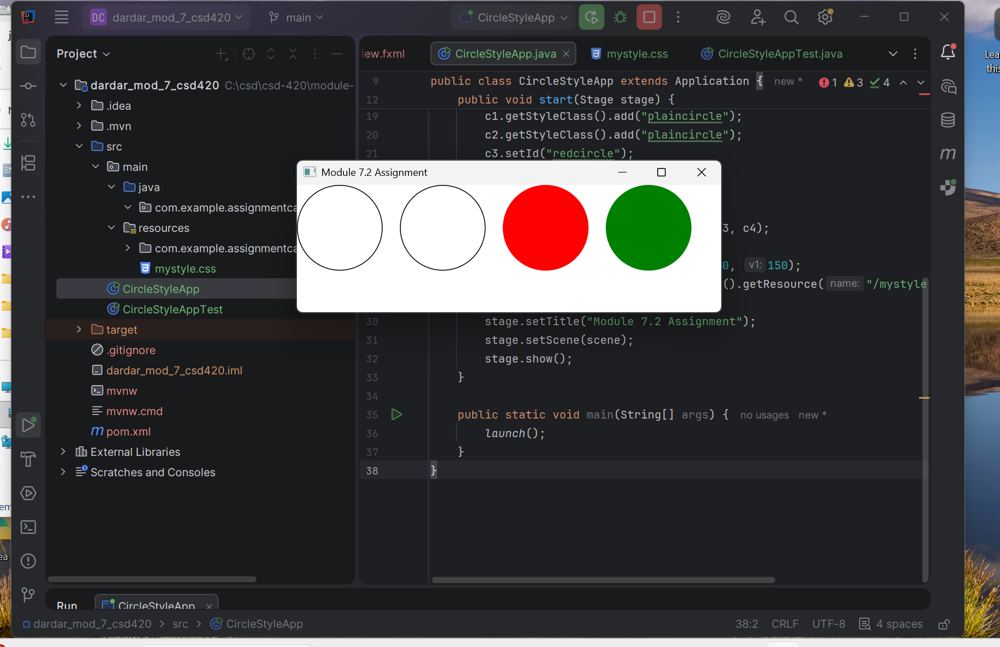 DC dardar_mod_7_csd420 main CircleStyleApp
Project
iew.fxml CircleStyleApp.java mystyle.css CircleStyleAppTest.java
9 public class CircleStyleApp extends Application { new * 1 3 4
12 public void start(Stage stage) {
19 c1.getStyleClass().add("plaincircle");
20 c2.getStyleClass().add("plaincircle");
21 c3.setId("redcircle");
Module 7.2 Assignment
3, c4);
0, v1: 150);
().getResource( name: "/mystyle
30 stage.setTitle("Module 7.2 Assignment");
31 stage.setScene(scene);
32 stage.show();
33 }
34
35 public static void main(String[] args) { no usages new *
36 launch();
37 }
38 }
dardar_mod_7_csd420 C:\csd\csd-420\module-
.idea
.mvn
src
main
java
com.example.assignmentca
resources
com.example.assignmentca
mystyle.css
CircleStyleApp
CircleStyleAppTest
target
.gitignore
dardar_mod_7_csd420.iml
mvnw
mvnw.cmd
m pom.xml
External Libraries
Scratches and Consoles
Run CircleStyleApp
dardar_mod_7_csd420 > src > CircleStyleApp
38:2 CRLF UTF-8 4 spaces
Lea
this
m